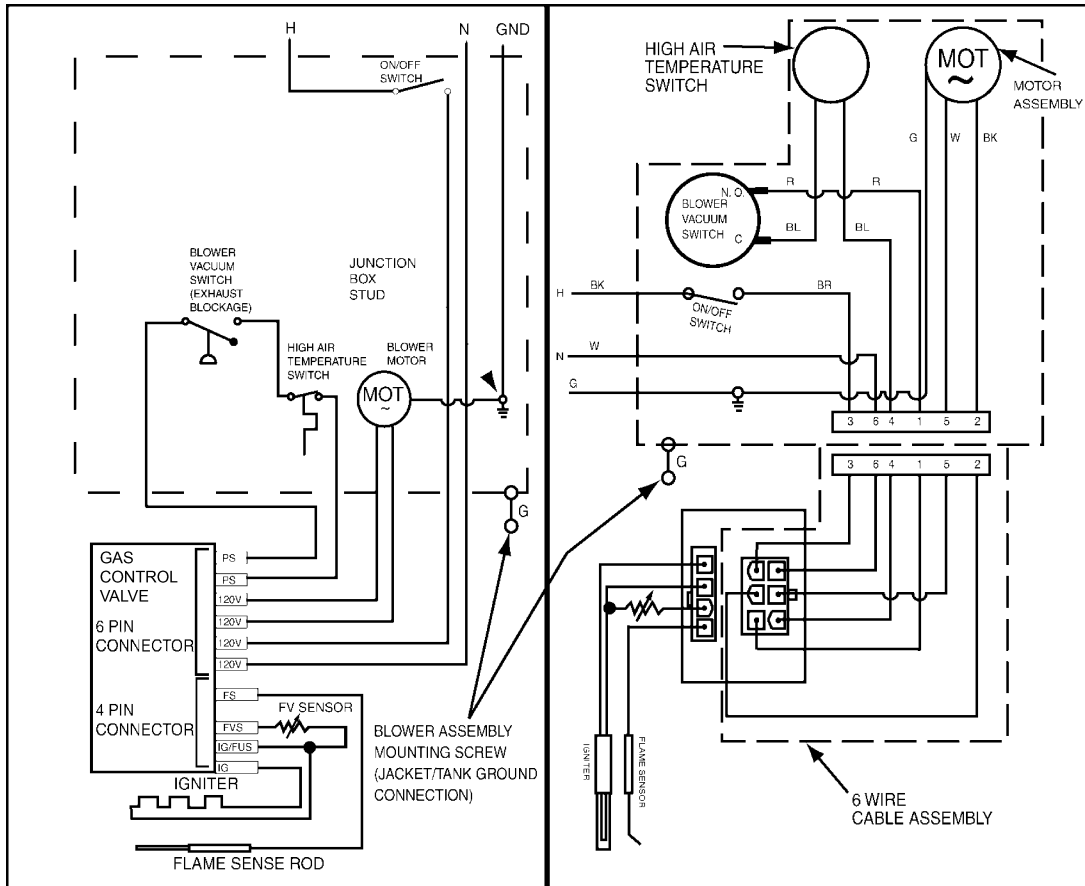 H
N
GND
ON/OFF
SWITCH
BLOWER
VACUUM
SWITCH
(EXHAUST
BLOCKAGE)
JUNCTION
BOX
STUD
HIGH AIR
TEMPERATURE
SWITCH
BLOWER
MOTOR
MOT
~
G
GAS
CONTROL
VALVE
6 PIN
CONNECTOR
4 PIN
CONNECTOR
PS
PS
120V
120V
120V
120V
FS
FVS
IG/FUS
IG
FV SENSOR
IGNITER
FLAME SENSE ROD
BLOWER ASSEMBLY
MOUNTING SCREW
(JACKET/TANK GROUND
CONNECTION)
HIGH AIR
TEMPERATURE
SWITCH
MOT
~
MOTOR
ASSEMBLY
G W BK
N. O.
BLOWER
VACUUM
SWITCH
C
R R
BL BL
H BK BR
ON/OFF
SWITCH
N W
G
3 6 4 1 5 2
3 6 4 1 5 2
G
IGNITER
FLAME SENSOR
6 WIRE
CABLE ASSEMBLY